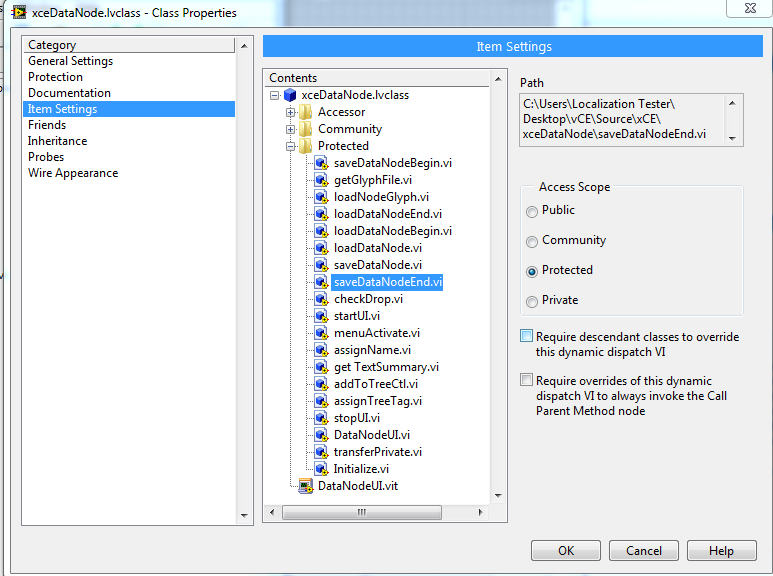 xceDataNode.lvclass - Class Properties
Category
General Settings
Protection
Documentation
Item Settings
Friends
Inheritance
Probes
Wire Appearance
Item Settings
Contents
xceDataNode.lvclass
Accessor
Community
Protected
saveDataNodeBegin.vi
getGlyphFile.vi
loadNodeGlyph.vi
loadDataNodeEnd.vi
loadDataNodeBegin.vi
loadDataNode.vi
saveDataNode.vi
saveDataNodeEnd.vi
checkDrop.vi
startUI.vi
menuActivate.vi
assignName.vi
get TextSummary.vi
addToTreeCtl.vi
assignTreeTag.vi
stopUI.vi
DataNodeUI.vi
transferPrivate.vi
Initialize.vi
DataNodeUI.vit
Path
C:\Users\Localization Tester\
Desktop\vCE\Source\xCE\
xceDataNode\saveDataNodeEnd.vi
Access Scope
Public
Community
Protected
Private
Require descendant classes to override
this dynamic dispatch VI
Require overrides of this dynamic
dispatch VI to always invoke the Call
Parent Method node
OK
Cancel
Help